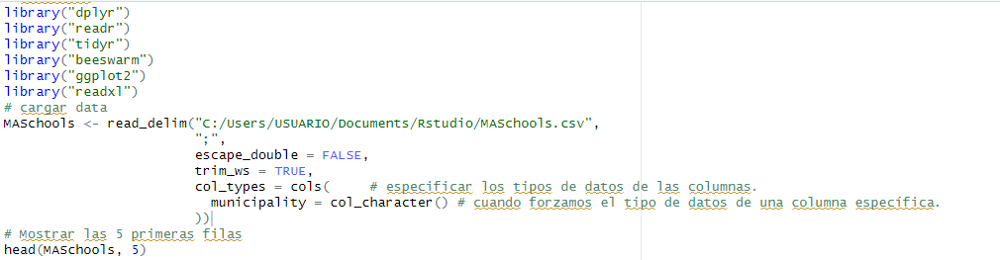 library("dplyr")
library("readr")
library("tidyr")
library("beeswarm")
library("ggplot2")
library("readxl")
# cargar data
MASchools <- read_delim("C:/Users/USUARIO/Documents/Rstudio/MASchools.csv",
";",
escape_double = FALSE,
trim_ws = TRUE,
col_types = cols(     # especificar los tipos de datos de las columnas.
municipality = col_character() # cuando forzamos el tipo de datos de una columna específica.
))
# Mostrar las 5 primeras filas
head(MASchools, 5)